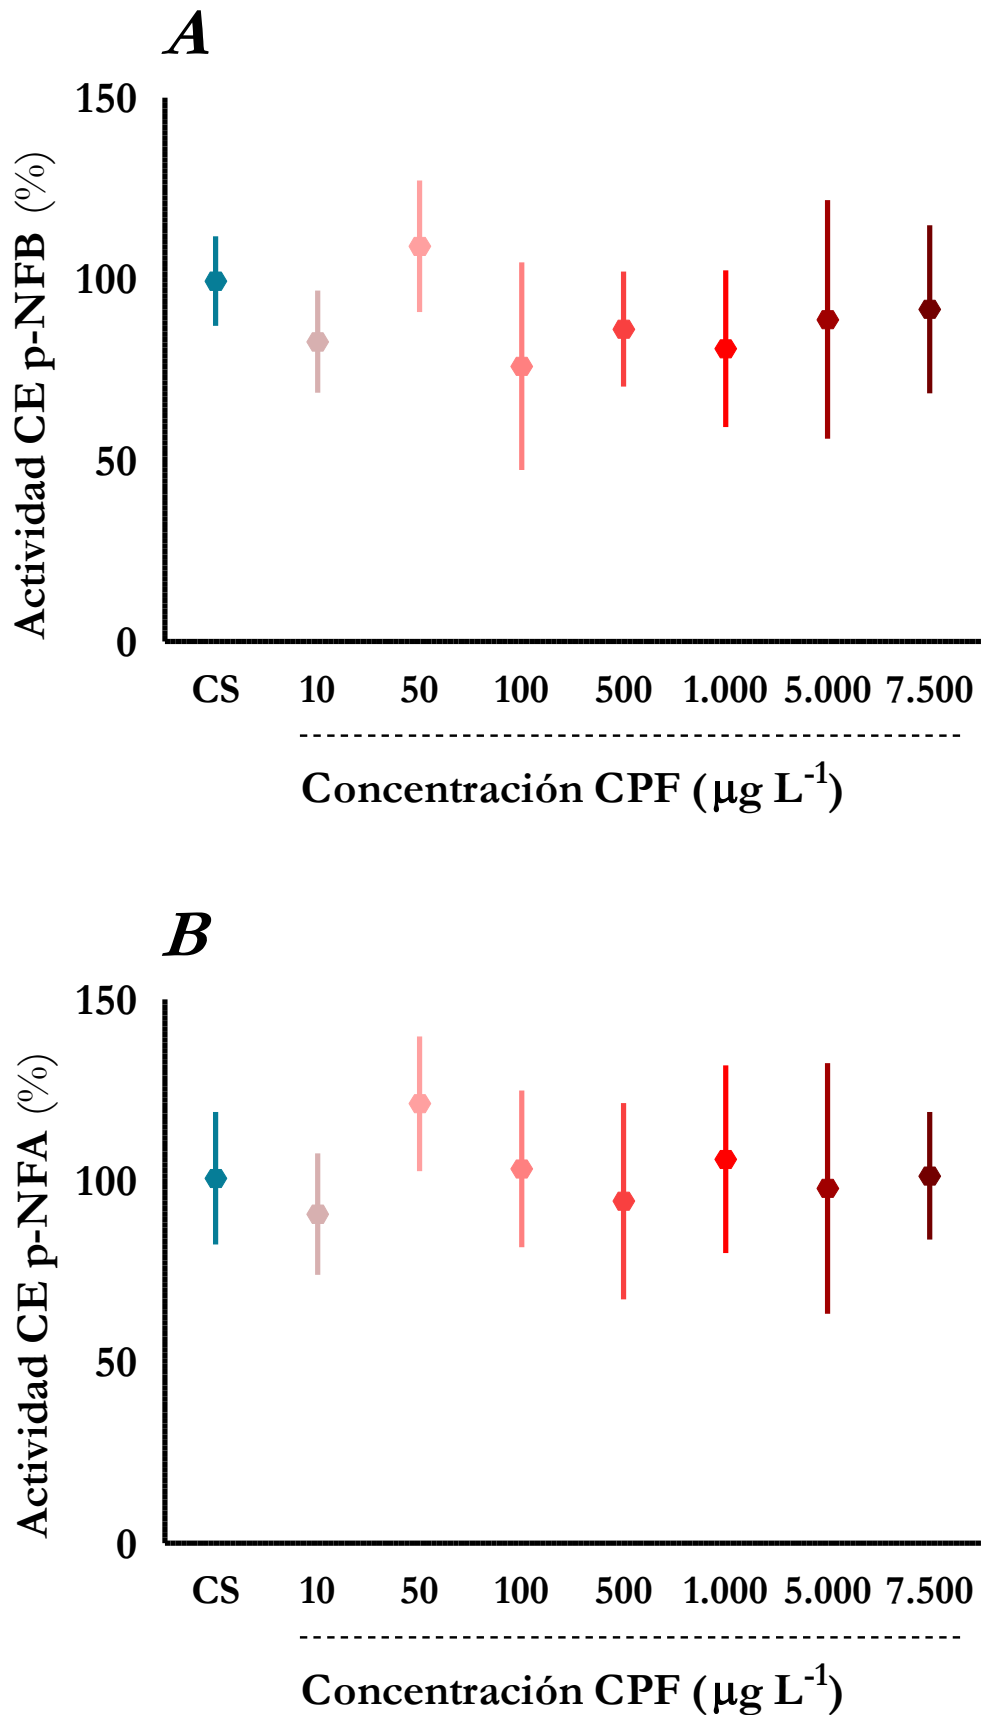 A
150
100
50
0
Actividad CE p-NFB (%)
CS 10 50 100 500 1.000 5.000 7.500
Concentración CPF (μg L⁻¹)
B
150
100
50
0
Actividad CE p-NFA (%)
CS 10 50 100 500 1.000 5.000 7.500
Concentración CPF (μg L⁻¹)